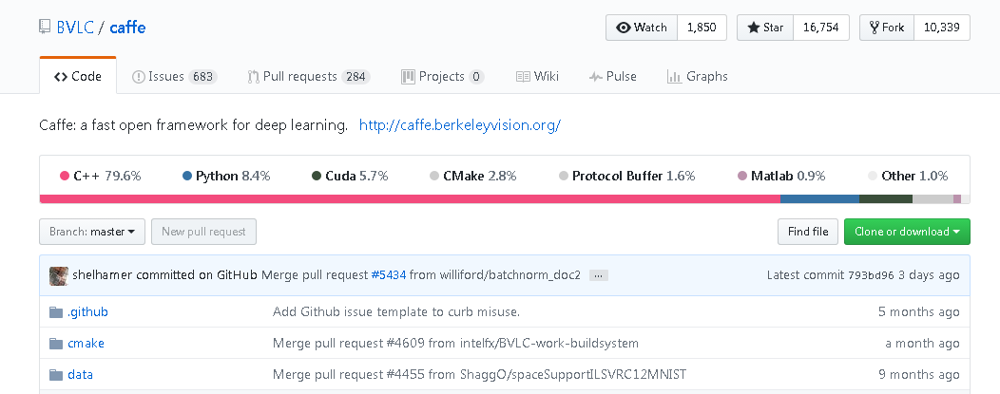 BVLC / caffe Watch 1,850 Star 16,754 Fork 10,339
Code Issues 683 Pull requests 284 Projects 0 Wiki Pulse Graphs
Caffe: a fast open framework for deep learning. http://caffe.berkeleyvision.org/
C++ 79.6% Python 8.4% Cuda 5.7% CMake 2.8% Protocol Buffer 1.6% Matlab 0.9% Other 1.0%
Branch: master New pull request Find file Clone or download
shelhamer committed on GitHub Merge pull request #5434 from williford/batchnorm_doc2 ... Latest commit 793bd96 3 days ago
.github Add Github issue template to curb misuse. 5 months ago
cmake Merge pull request #4609 from intelfx/BVLC-work-buildsystem a month ago
data Merge pull request #4455 from ShaggO/spaceSupportILSVRC12MNIST 9 months ago